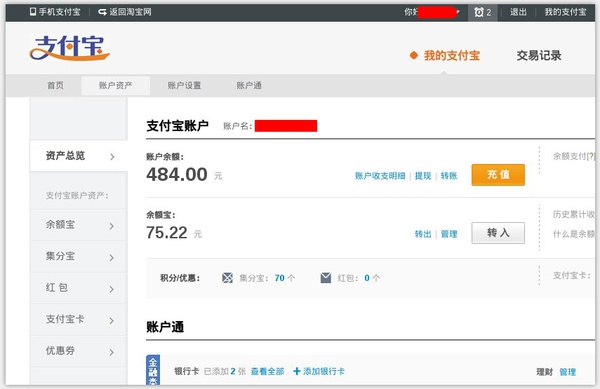 手机支付宝 返回淘宝网 你好 2 退出 我的支付宝
支付宝 我的支付宝 交易记录
首页 账户资产 账户设置 账户通
支付宝账户 账户名:
资产总览
账户余额: 余额支付[?]
484.00 元 账户收支明细 | 提现 | 转账 充 值
支付宝账户资产:
余额宝
余额宝: 历史累计收
75.22 元 转出 | 管理 转 入 什么是余额
集分宝
积分/优惠: 集分宝: 70 个 红包: 0 个 支付宝卡:
红 包
支付宝卡
账户通
优惠券
金融类 银行卡 已添加 2 张 查看全部 添加银行卡 理财 管理